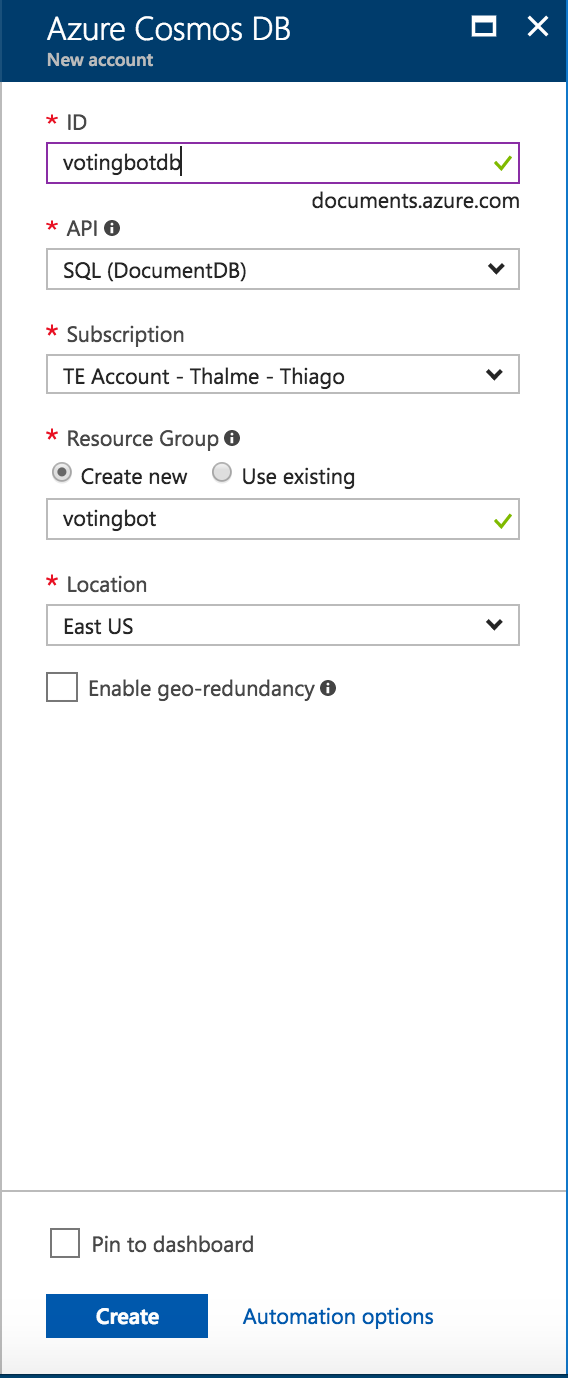 Azure Cosmos DB
New account
* ID
votingbotdb
documents.azure.com
* API
SQL (DocumentDB)
* Subscription
TE Account - Thalme - Thiago
* Resource Group
Create new Use existing
votingbot
* Location
East US
Enable geo-redundancy
Pin to dashboard
Create Automation options